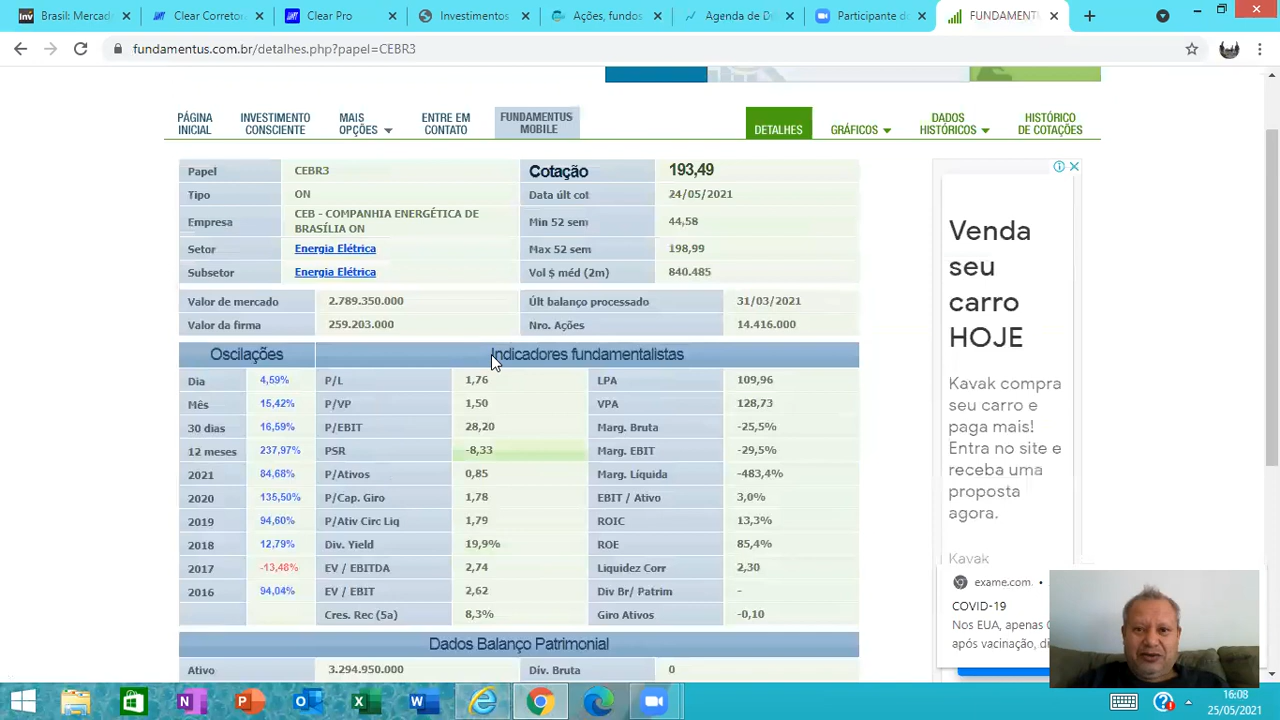 Brasil: Mercad
Clear Corretor
Clear Pro
Investimentos
Ações, fundos
Agenda de D
Participante do
FUNDAMENTU
fundamentus.com.br/detalhes.php?papel=CEBR3
PÁGINA INICIAL
INVESTIMENTO CONSCIENTE
MAIS OPÇÕES
ENTRE EM CONTATO
FUNDAMENTUS MOBILE
DETALHES
GRÁFICOS
DADOS HISTÓRICOS
HISTÓRICO DE COTAÇÕES
Papel CEBR3 Cotação 193,49
Tipo ON Data últ cot 24/05/2021
Empresa CEB - COMPANHIA ENERGÉTICA DE BRASÍLIA ON Min 52 sem 44,58
Setor Energia Elétrica Max 52 sem 198,99
Subsetor Energia Elétrica Vol $ méd (2m) 840.485
Valor de mercado 2.789.350.000 Últ balanço processado 31/03/2021
Valor da firma 259.203.000 Nro. Ações 14.416.000
Oscilações Indicadores fundamentalistas
Dia 4,59% P/L 1,76 LPA 109,96
Mês 15,42% P/VP 1,50 VPA 128,73
30 dias 16,59% P/EBIT 28,20 Marg. Bruta -25,5%
12 meses 237,97% PSR -8,33 Marg. EBIT -29,5%
2021 84,68% P/Ativos 0,85 Marg. Líquida -483,4%
2020 135,50% P/Cap. Giro 1,78 EBIT / Ativo 3,0%
2019 94,60% P/Ativ Circ Liq 1,79 ROIC 13,3%
2018 12,79% Div. Yield 19,9% ROE 85,4%
2017 -13,48% EV / EBITDA 2,74 Liquidez Corr 2,30
2016 94,04% EV / EBIT 2,62 Div Br/ Patrim -
Cres. Rec (5a) 8,3% Giro Ativos -0,10
Dados Balanço Patrimonial
Ativo 3.294.950.000 Dív. Bruta 0
Venda
seu
carro
HOJE
Kavak compra
seu carro e
paga mais!
Entra no site e
receba uma
proposta
agora.
Kavak
exame.com. •
COVID-19
Nos EUA, apenas
após vacinação, di
16:08
25/05/2021